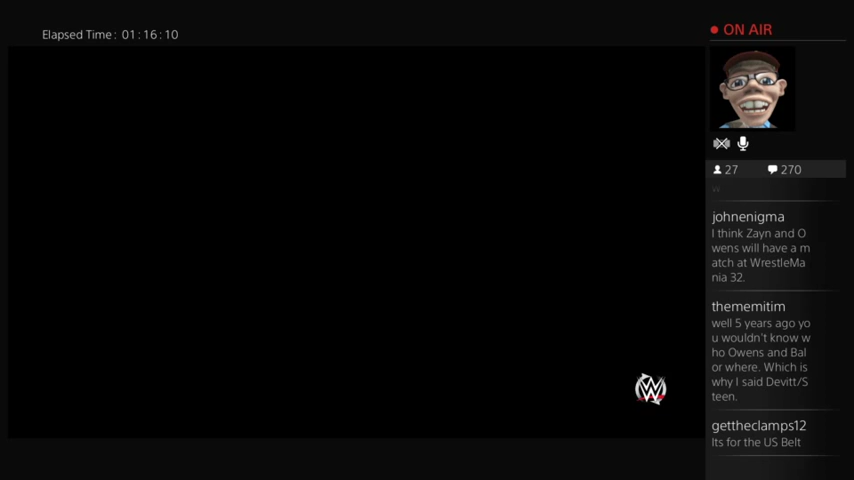 Elapsed Time: 01:16:10
ON AIR
27 270
w
johnenigma
I think Zayn and O
wens will have a m
atch at WrestleMa
nia 32.
thememitim
well 5 years ago yo
u wouldn't know w
ho Owens and Bal
or where. Which is
why I said Devitt/S
teen.
W
gettheclamps12
Its for the US Belt